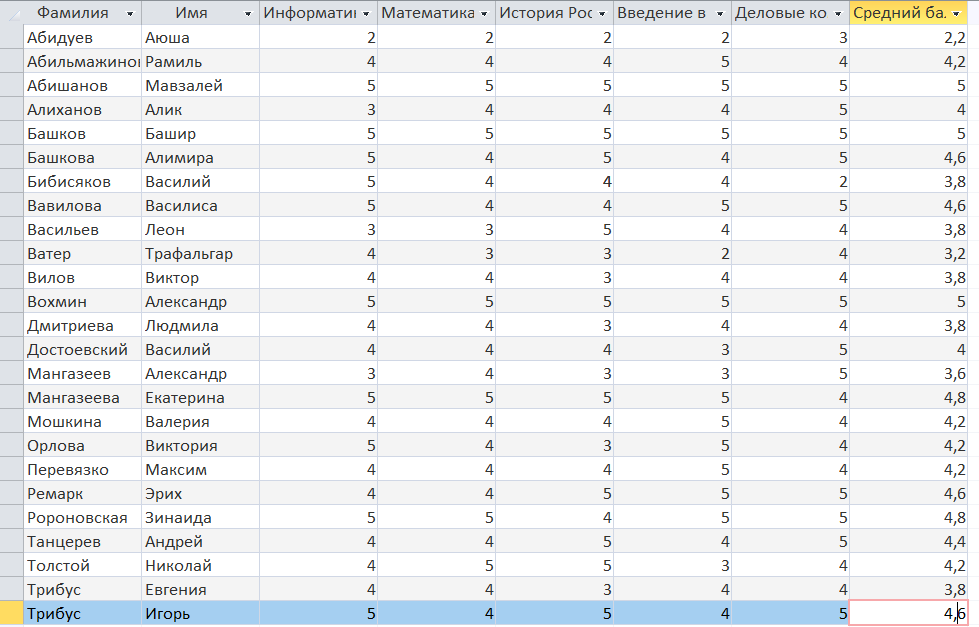 Фамилия Имя Информатик Математика История Рос Введение в Деловые ко Средний ба.
Абидуев Аюша 2 2 2 2 3 2,2
Абильмажинов Рамиль 4 4 4 5 4 4,2
Абишанов Мавзалей 5 5 5 5 5 5
Алиханов Алик 3 4 4 4 5 4
Башков Башир 5 5 5 5 5 5
Башкова Алимира 5 4 5 4 5 4,6
Бибисяков Василий 5 4 4 4 2 3,8
Вавилова Василиса 5 4 4 5 5 4,6
Васильев Леон 3 3 5 4 4 3,8
Ватер Трафальгар 4 3 3 2 4 3,2
Вилов Виктор 4 4 3 4 4 3,8
Вохмин Александр 5 5 5 5 5 5
Дмитриева Людмила 4 4 3 4 4 3,8
Достоевский Василий 4 4 4 3 5 4
Мангазеев Александр 3 4 3 3 5 3,6
Мангазеева Екатерина 5 5 5 5 4 4,8
Мошкина Валерия 4 4 4 5 4 4,2
Орлова Виктория 5 4 3 5 4 4,2
Перевязко Максим 4 4 4 5 4 4,2
Ремарк Эрих 4 4 5 5 5 4,6
Ророновская Зинаида 5 5 4 5 5 4,8
Танцерев Андрей 4 4 5 4 5 4,4
Толстой Николай 4 5 5 3 4 4,2
Трибус Евгения 4 4 3 4 4 3,8
Трибус Игорь 5 4 5 4 5 4,6